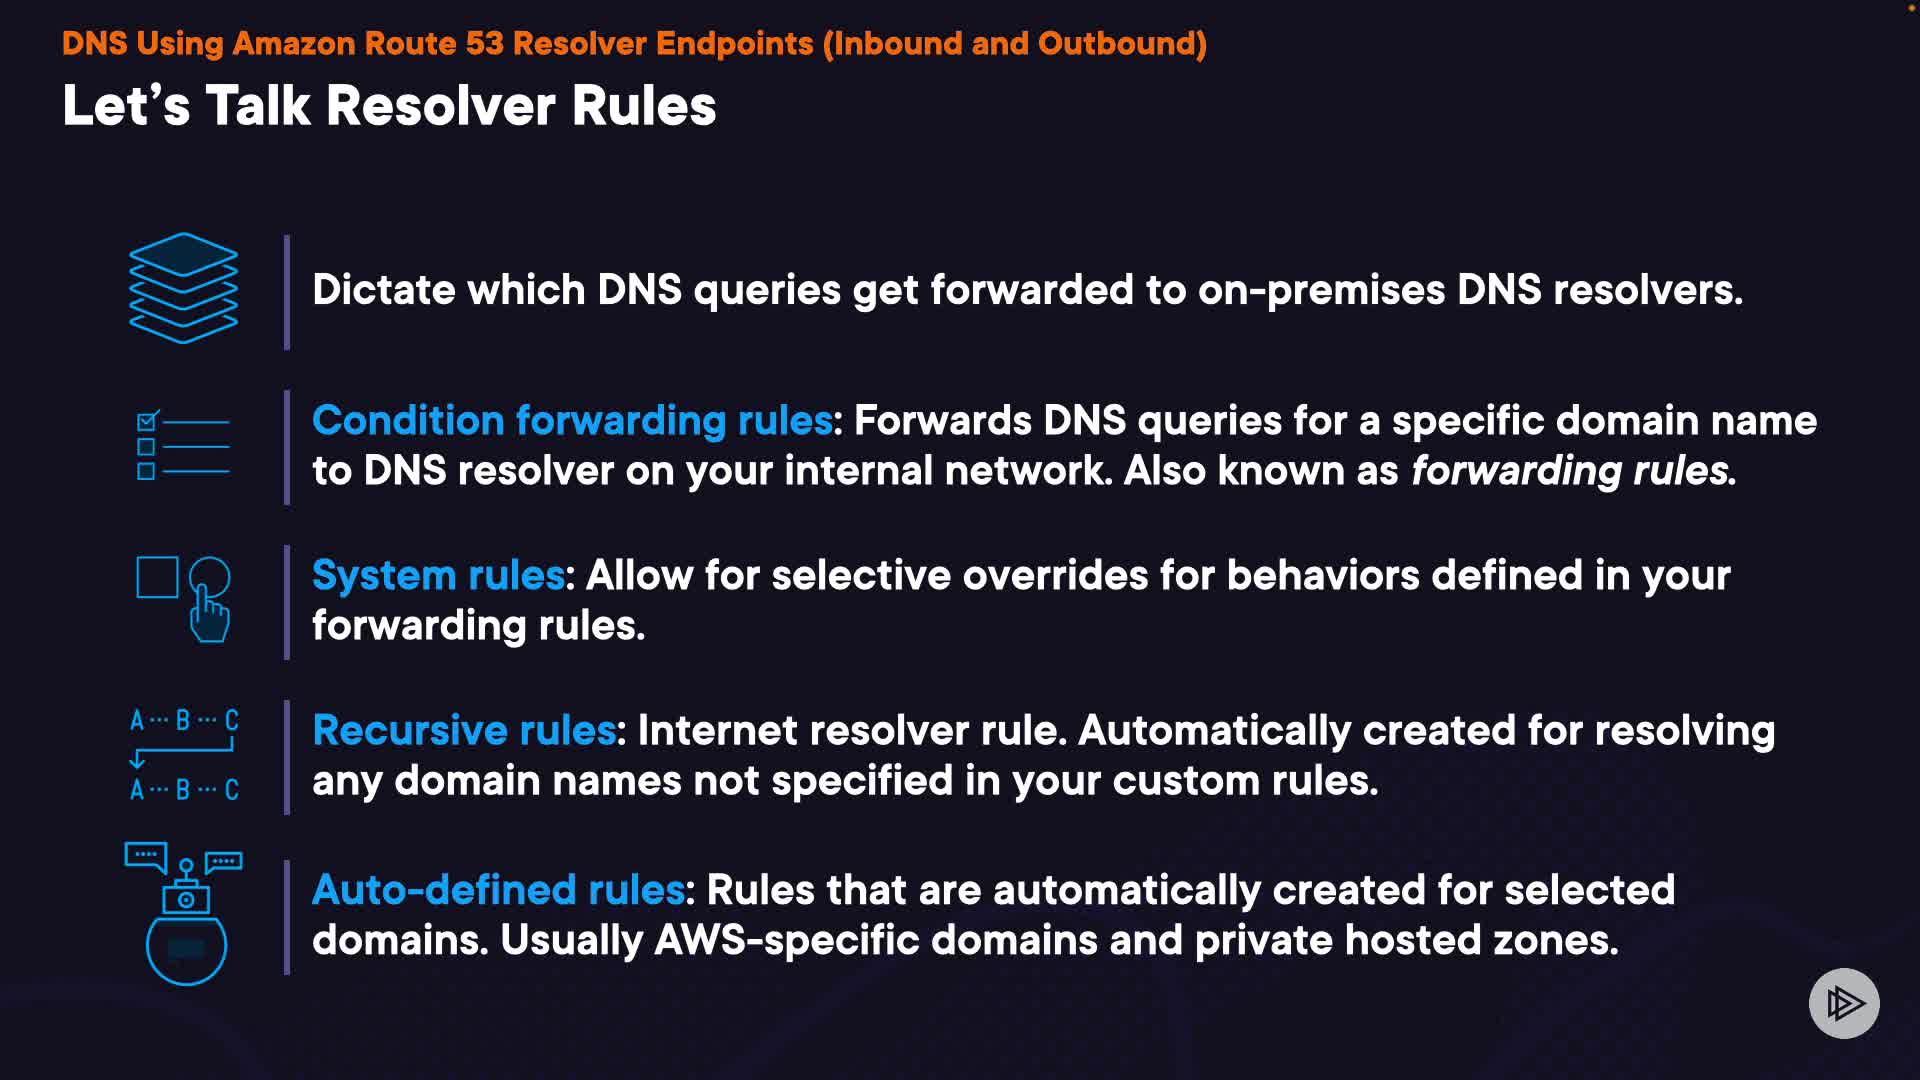 DNS Using Amazon Route 53 Resolver Endpoints (Inbound and Outbound)
Let's Talk Resolver Rules
Dictate which DNS queries get forwarded to on-premises DNS resolvers.
Condition forwarding rules: Forwards DNS queries for a specific domain name
to DNS resolver on your internal network. Also known as forwarding rules.
System rules: Allow for selective overrides for behaviors defined in your
forwarding rules.
A ··· B ··· C
A ··· B ··· C
Recursive rules: Internet resolver rule. Automatically created for resolving
any domain names not specified in your custom rules.
Auto-defined rules: Rules that are automatically created for selected
domains. Usually AWS-specific domains and private hosted zones.